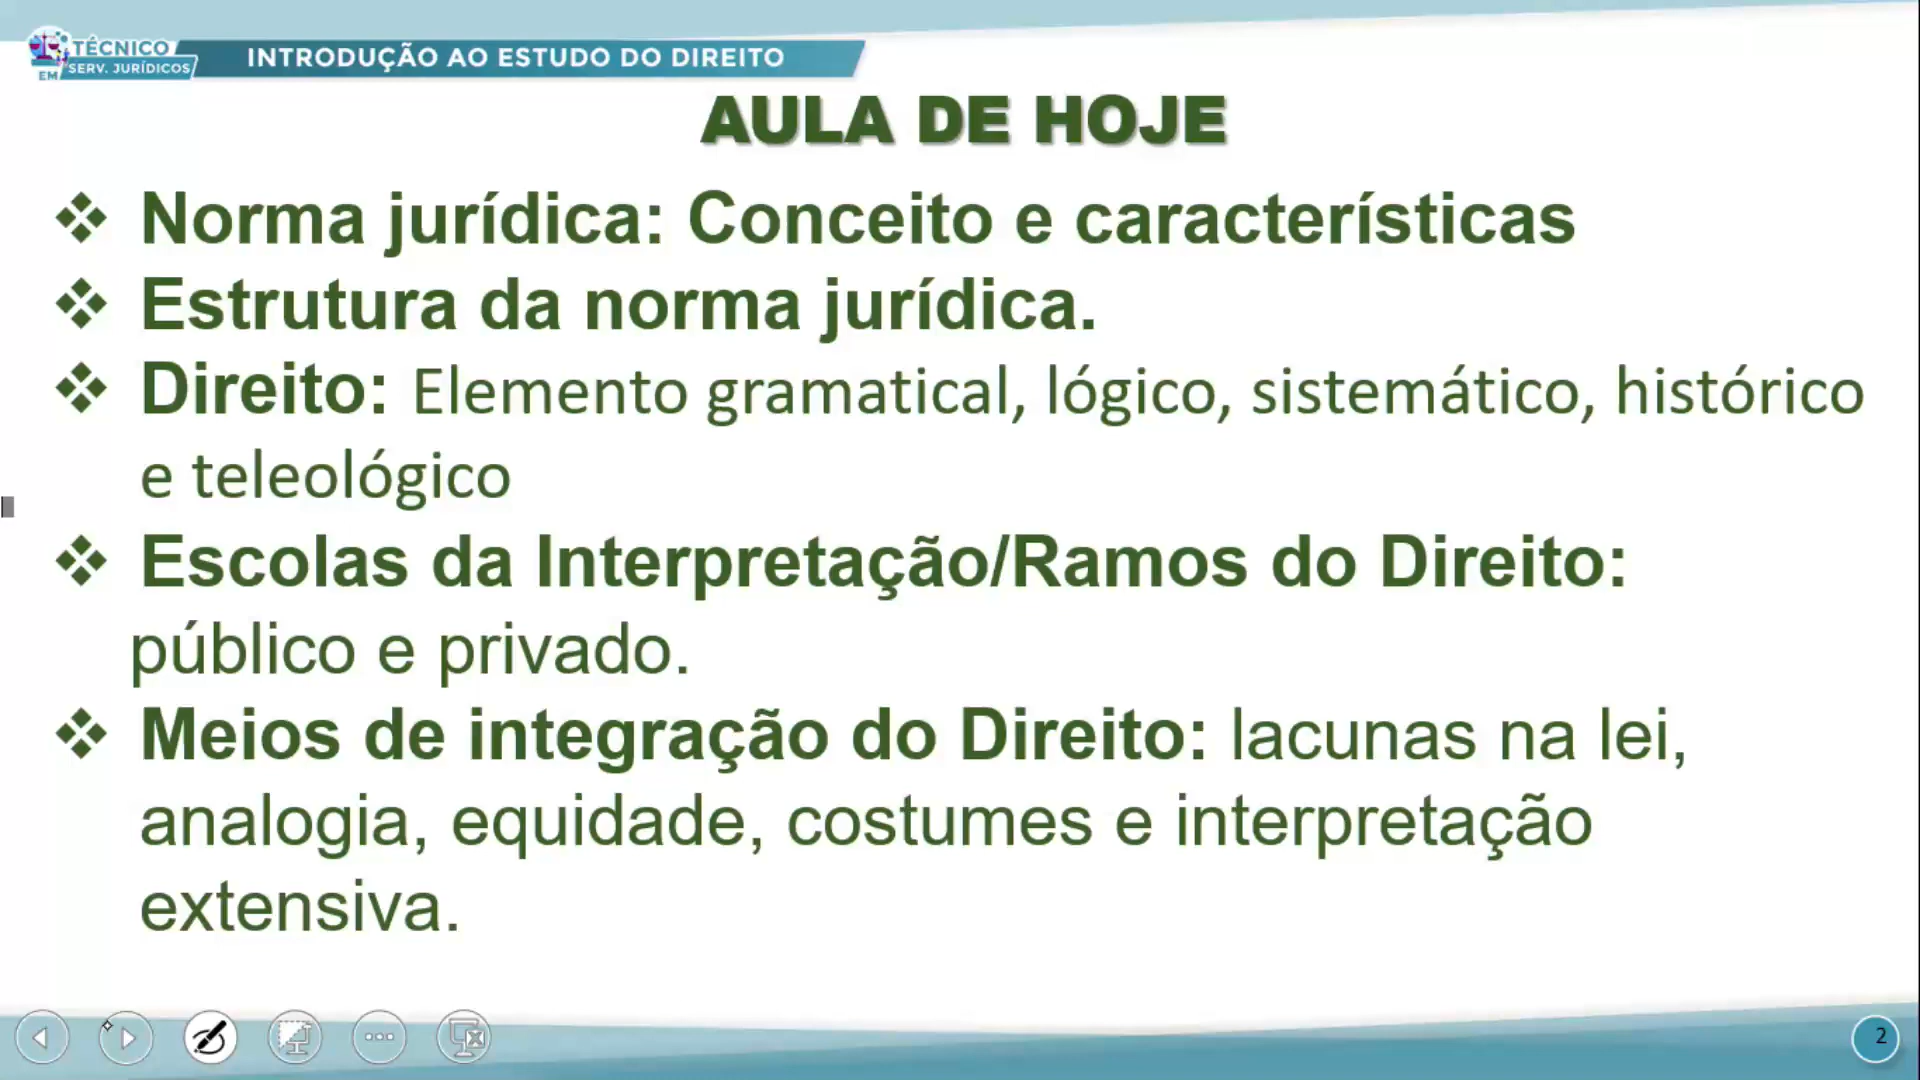 TÉCNICO
EM SERV. JURÍDICOS
INTRODUÇÃO AO ESTUDO DO DIREITO
AULA DE HOJE
❖ Norma jurídica: Conceito e características
❖ Estrutura da norma jurídica.
❖ Direito: Elemento gramatical, lógico, sistemático, histórico
e teleológico
❖ Escolas da Interpretação/Ramos do Direito:
público e privado.
❖ Meios de integração do Direito: lacunas na lei,
analogia, equidade, costumes e interpretação
extensiva.
2